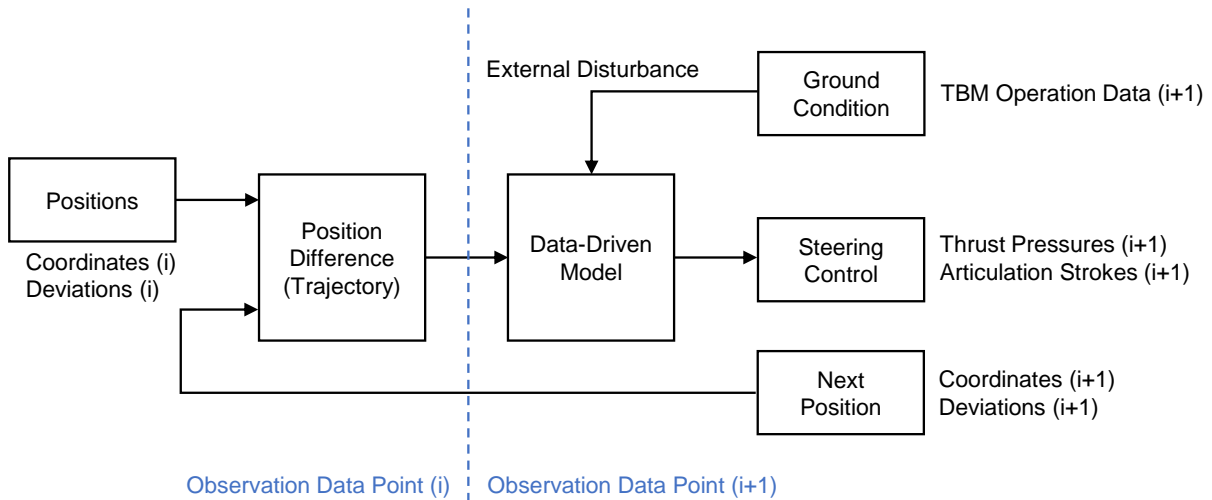 External Disturbance
Ground
Condition
TBM Operation Data (i+1)
Positions
Coordinates (i)
Deviations (i)
Position
Difference
(Trajectory)
Data-Driven
Model
Steering
Control
Thrust Pressures (i+1)
Articulation Strokes (i+1)
Next
Position
Coordinates (i+1)
Deviations (i+1)
Observation Data Point (i)
Observation Data Point (i+1)